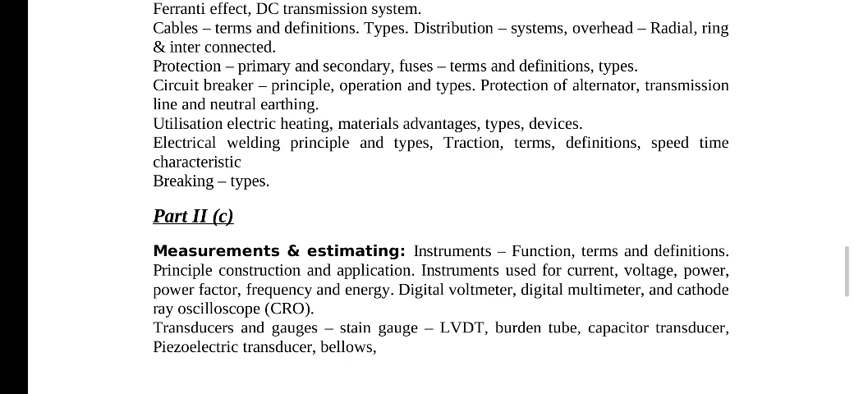 Ferranti effect, DC transmission system.
Cables – terms and definitions. Types. Distribution – systems, overhead – Radial, ring
& inter connected.
Protection – primary and secondary, fuses – terms and definitions, types.
Circuit breaker – principle, operation and types. Protection of alternator, transmission
line and neutral earthing.
Utilisation electric heating, materials advantages, types, devices.
Electrical welding principle and types, Traction, terms, definitions, speed time
characteristic
Breaking – types.
Part II (c)
Measurements & estimating: Instruments – Function, terms and definitions.
Principle construction and application. Instruments used for current, voltage, power,
power factor, frequency and energy. Digital voltmeter, digital multimeter, and cathode
ray oscilloscope (CRO).
Transducers and gauges – stain gauge – LVDT, burden tube, capacitor transducer,
Piezoelectric transducer, bellows,